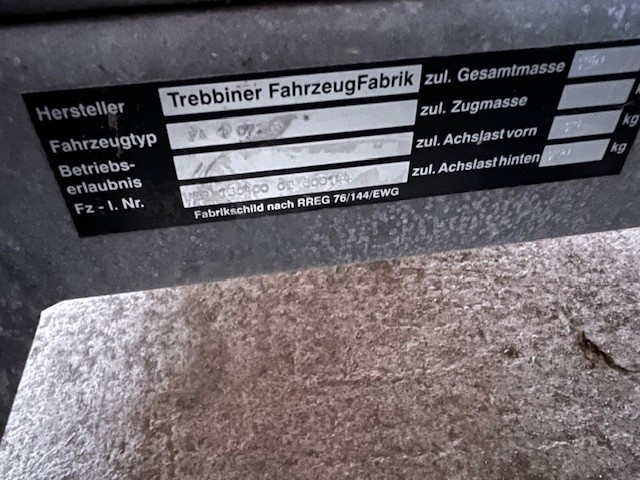 Hersteller Trebbiner FahrzeugFabrik zul. Gesamtmasse
Fahrzeugtyp zul. Zugmasse
Betriebs-
erlaubnis zul. Achslast vorn kg
Fz - I. Nr. zul. Achslast hinten kg
Fabrikschild nach RREG 76/144/EWG